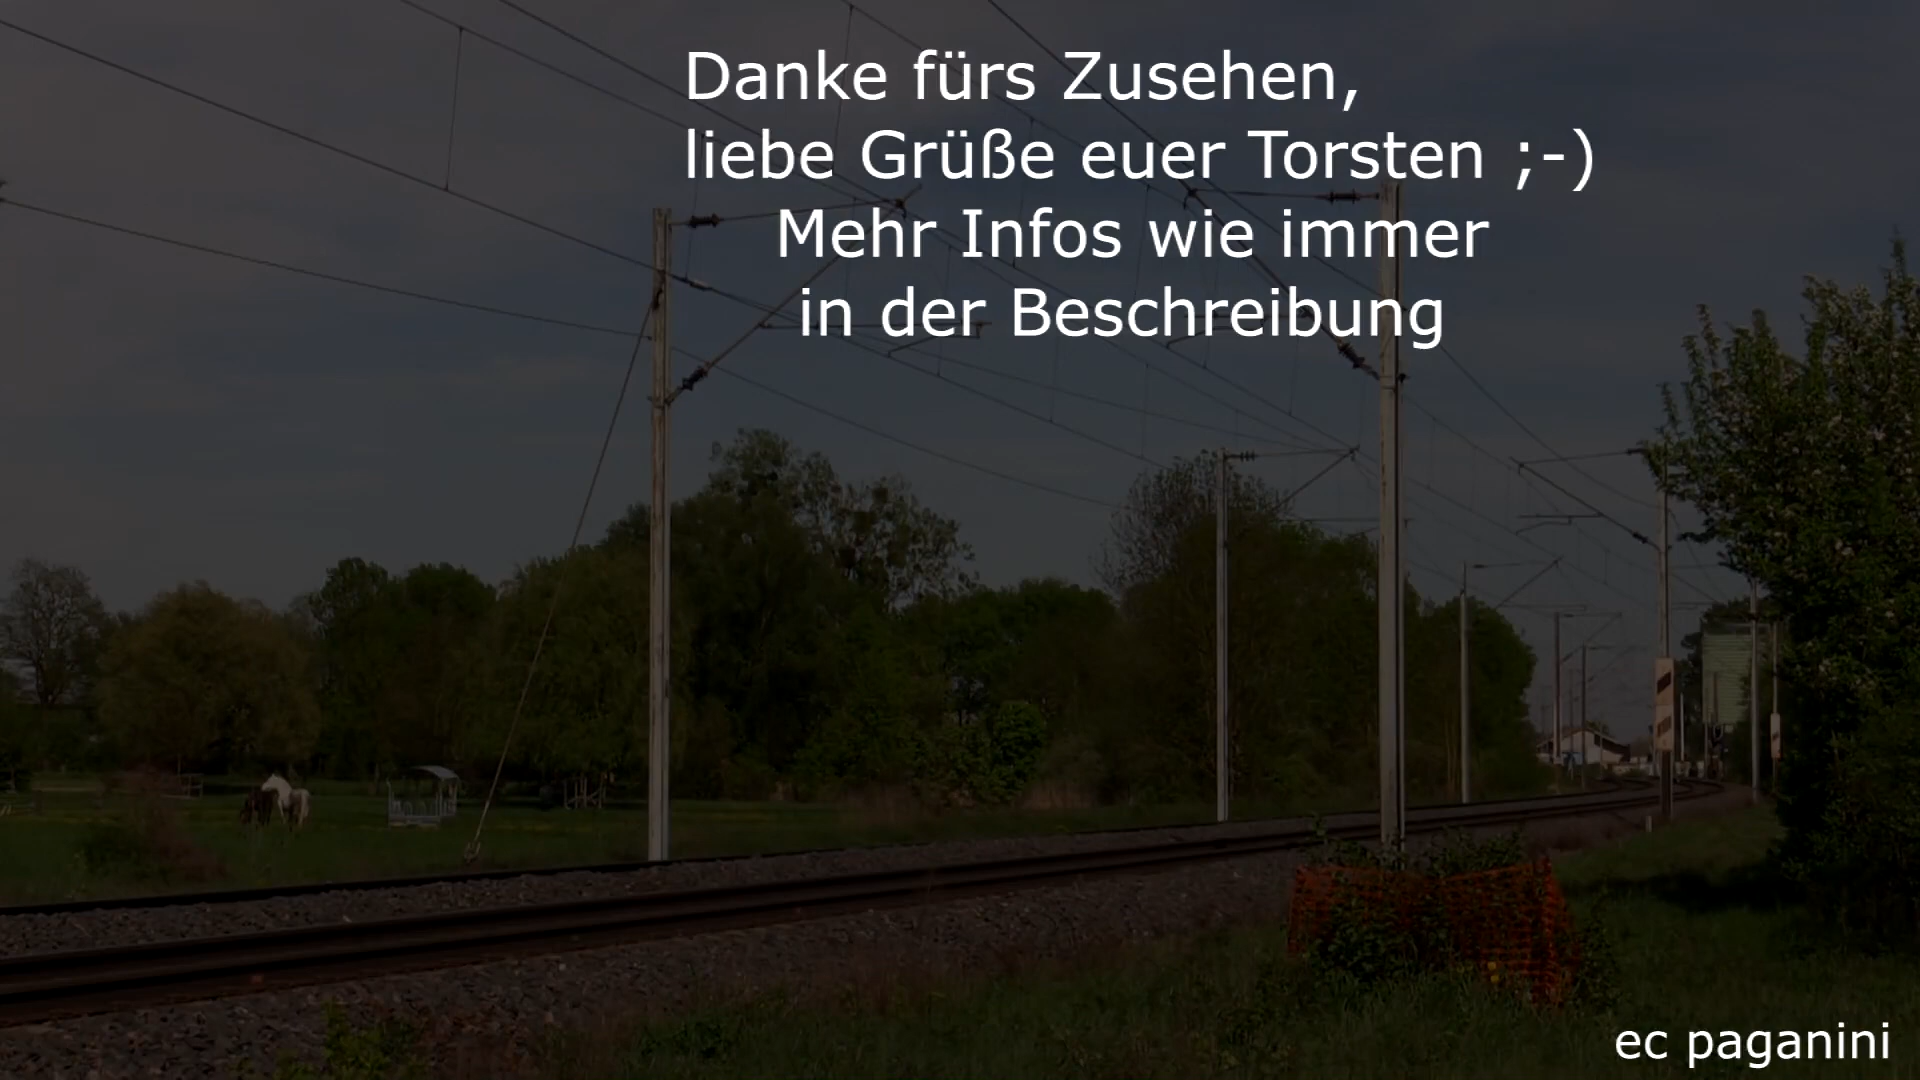 Danke fürs Zusehen,
liebe Grüße euer Torsten ;-)
Mehr Infos wie immer
in der Beschreibung
ec paganini